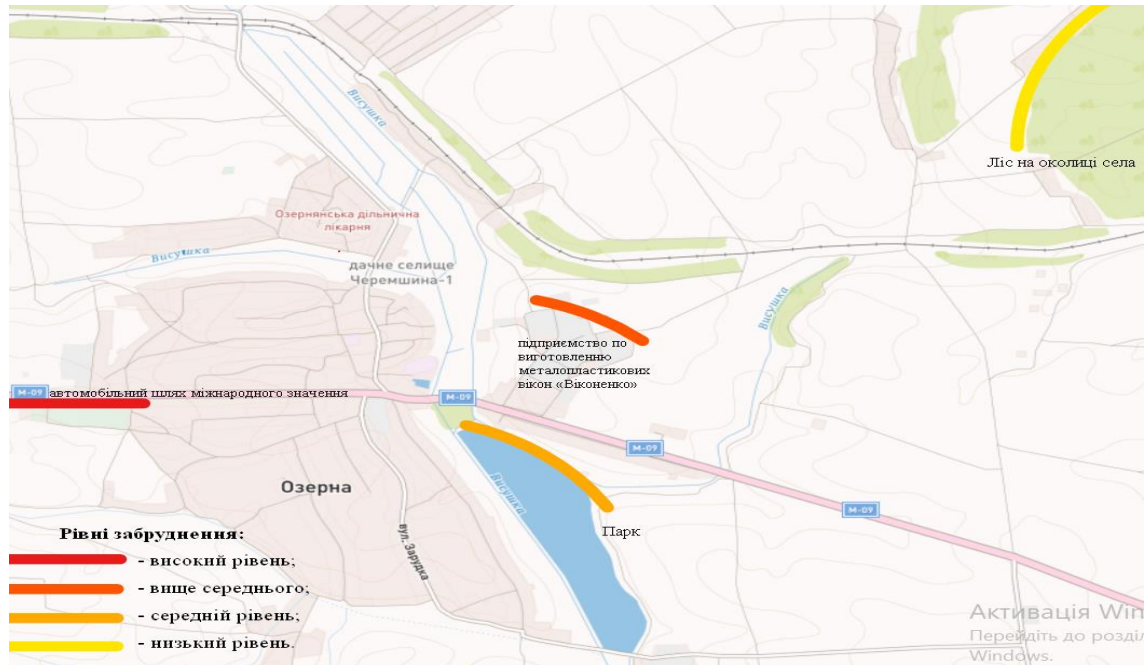 Висушка
Ліс на околиці села
Озернянська дільнична
лікарня
Висушка
дачне селище
Черемшина-1
Висушка
підприємство по
виготовленню
металопластикових
вікон «Віконенко»
М-09
автомобільний шлях міжнародного значення
М-09
М-09
Висушка
Озерна
М-09
Парк
вул. Зарудка
Рівні забруднення:
- високий рівень;
- вище середнього;
- середній рівень;
- низький рівень.
Активація Win
Перейдіть до розділ
Windows.